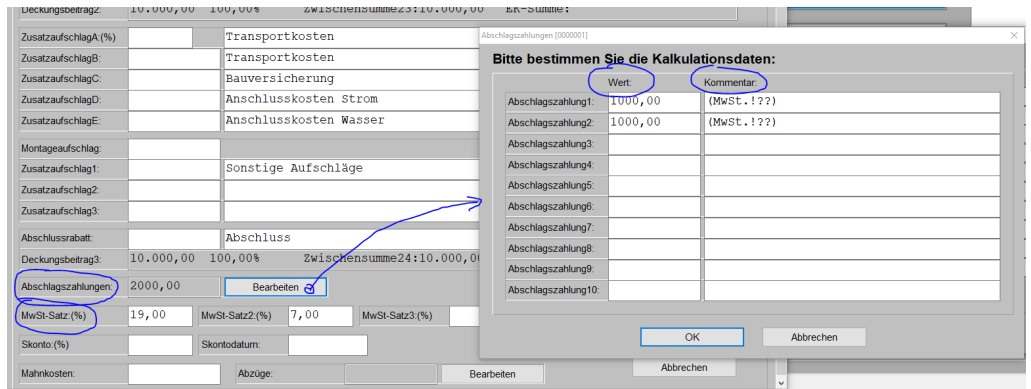 Deckungsbeitrag2: 10.000,00 100,00% Zwischensumme23:10.000,00 EK-Summe:
ZusatzaufschlagA:(%) Transportkosten
ZusatzaufschlagB: Transportkosten
ZusatzaufschlagC: Bauversicherung
ZusatzaufschlagD: Anschlusskosten Strom
ZusatzaufschlagE: Anschlusskosten Wasser
Montageaufschlag:
Zusatzaufschlag1: Sonstige Aufschläge
Zusatzaufschlag2:
Zusatzaufschlag3:
Abschlussrabatt: Abschluss
Deckungsbeitrag3: 10.000,00 100,00% Zwischensumme24:10.000,00
Abschlagszahlungen: 2000,00 Bearbeiten
MwSt-Satz:(%) 19,00 MwSt-Satz2:(%) 7,00 MwSt-Satz3:(%)
Skonto:(%) Skontodatum:
Mahnkosten: Abzüge: Bearbeiten Abbrechen
Abschlagszahlungen [0000001]
Bitte bestimmen Sie die Kalkulationsdaten:
Wert: Kommentar:
Abschlagszahlung1: 1000,00 (MwSt.!??)
Abschlagszahlung2: 1000,00 (MwSt.!??)
Abschlagszahlung3:
Abschlagszahlung4:
Abschlagszahlung5:
Abschlagszahlung6:
Abschlagszahlung7:
Abschlagszahlung8:
Abschlagszahlung9:
Abschlagszahlung10:
OK Abbrechen